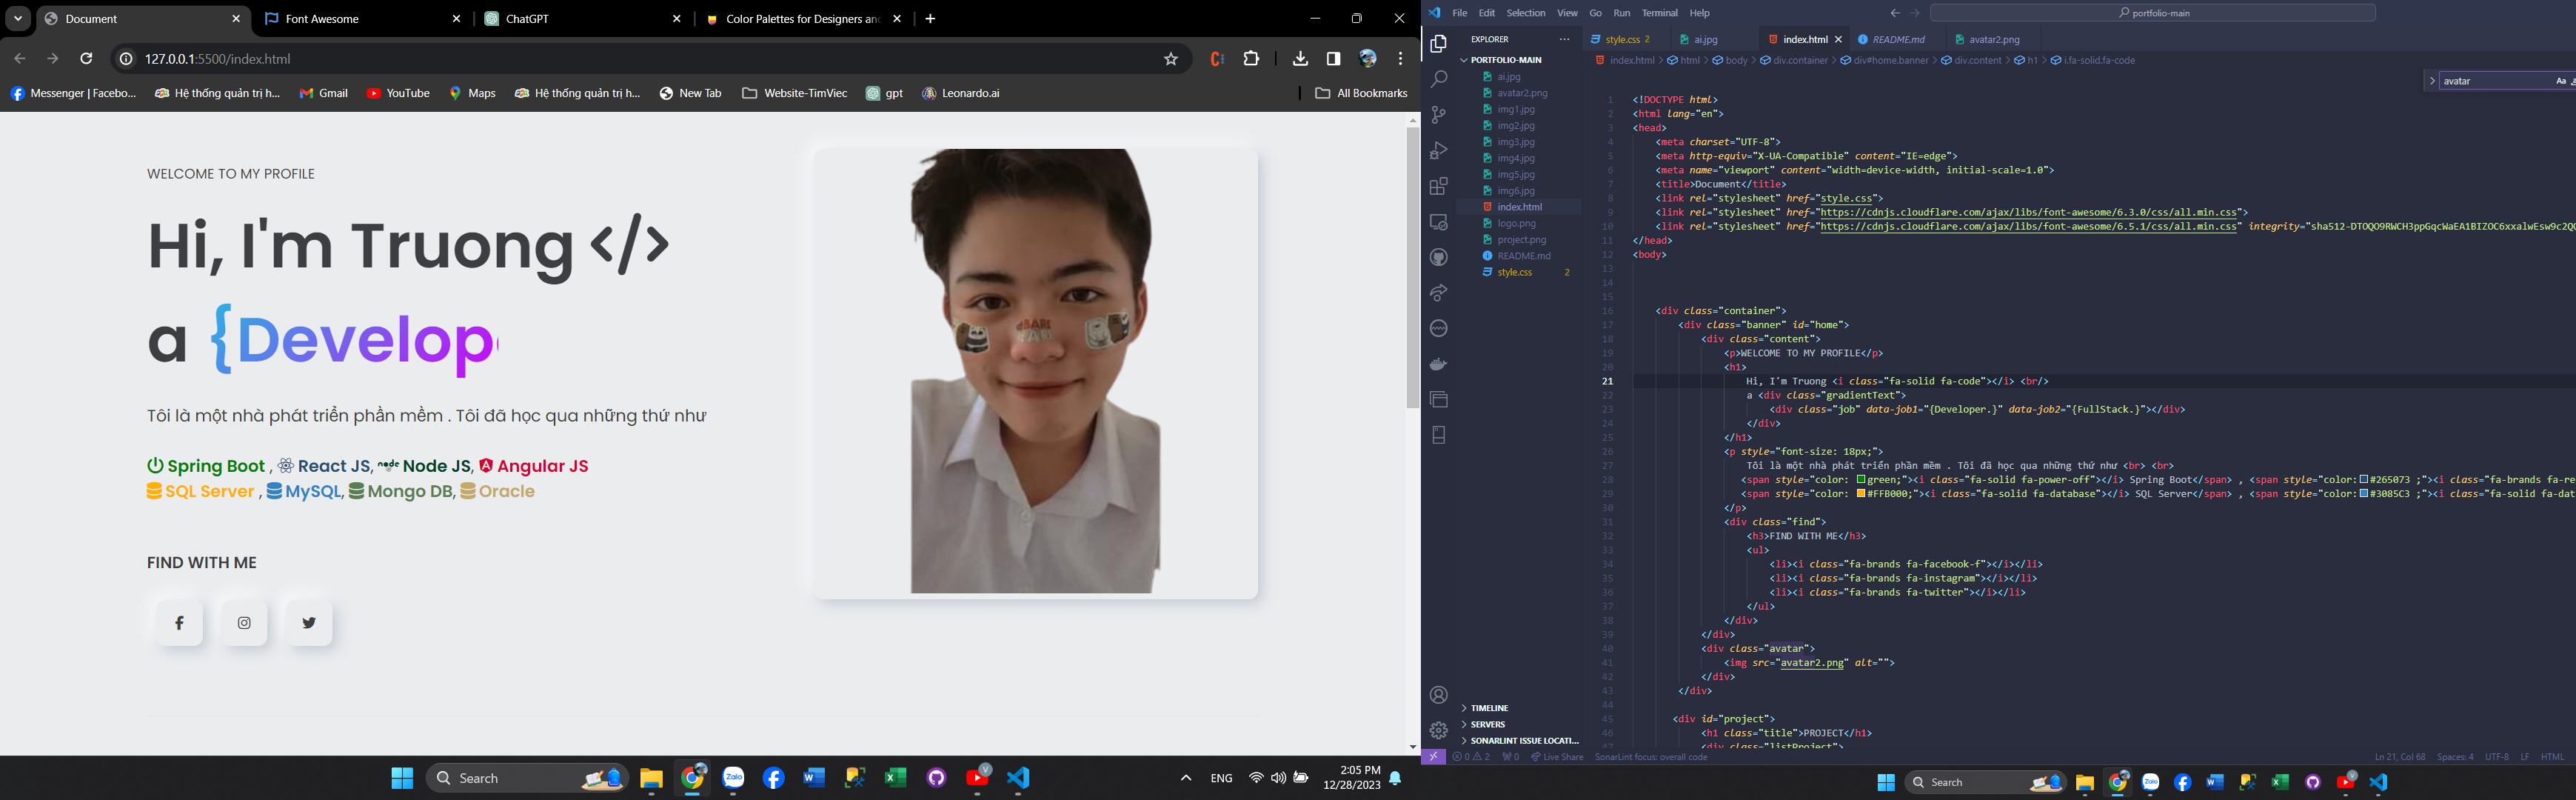 Document
Font Awesome
ChatGPT
Color Palettes for Designers and
127.0.0.1:5500/index.html
Messenger | Facebo...
Hệ thống quản trị h...
Gmail
YouTube
Maps
Hệ thống quản trị h...
New Tab
Website-TimViec
gpt
Leonardo.ai
All Bookmarks
WELCOME TO MY PROFILE
Hi, I'm Truong </>
a {Develop
Tôi là một nhà phát triển phần mềm . Tôi đã học qua những thứ như
Spring Boot , React JS, node Node JS, Angular JS
SQL Server , MySQL, Mongo DB, Oracle
FIND WITH ME
Search
ENG
2:05 PM
12/28/2023
File Edit Selection View Go Run Terminal Help
portfolio-main
EXPLORER
PORTFOLIO-MAIN
ai.jpg
avatar2.png
img1.jpg
img2.jpg
img3.jpg
img4.jpg
img5.jpg
img6.jpg
index.html
logo.png
project.png
README.md
style.css 2
TIMELINE
SERVERS
SONARLINT ISSUE LOCATI...
style.css 2
ai.jpg
index.html
README.md
avatar2.png
index.html > html > body > div.container > div#home.banner > div.content > h1 > i.fa-solid.fa-code
avatar
Aa
1 <!DOCTYPE html>
2 <html lang="en">
3 <head>
4 <meta charset="UTF-8">
5 <meta http-equiv="X-UA-Compatible" content="IE=edge">
6 <meta name="viewport" content="width=device-width, initial-scale=1.0">
7 <title>Document</title>
8 <link rel="stylesheet" href="style.css">
9 <link rel="stylesheet" href="https://cdnjs.cloudflare.com/ajax/libs/font-awesome/6.3.0/css/all.min.css">
10 <link rel="stylesheet" href="https://cdnjs.cloudflare.com/ajax/libs/font-awesome/6.5.1/css/all.min.css" integrity="sha512-DTOQO9RWCH3ppGqcWaEA1BIZOC6xxalwEsw9c2QQ
11 </head>
12 <body>
13
14
15
16 <div class="container">
17 <div class="banner" id="home">
18 <div class="content">
19 <p>WELCOME TO MY PROFILE</p>
20 <h1>
21 Hi, I'm Truong <i class="fa-solid fa-code"></i> <br/>
22 a <div class="gradientText">
23 <div class="job" data-job1="{Developer.}" data-job2="{FullStack.}"></div>
24 </div>
25 </h1>
26 <p style="font-size: 18px;">
27 Tôi là một nhà phát triển phần mềm . Tôi đã học qua những thứ như <br> <br>
28 <span style="color: green;"><i class="fa-solid fa-power-off"></i> Spring Boot</span> , <span style="color: #265073 ;"><i class="fa-brands fa-re
29 <span style="color: #FFB000;"><i class="fa-solid fa-database"></i> SQL Server</span> , <span style="color: #3085C3 ;"><i class="fa-solid fa-dat
30 </p>
31 <div class="find">
32 <h3>FIND WITH ME</h3>
33 <ul>
34 <li><i class="fa-brands fa-facebook-f"></i></li>
35 <li><i class="fa-brands fa-instagram"></i></li>
36 <li><i class="fa-brands fa-twitter"></i></li>
37 </ul>
38 </div>
39 </div>
40 <div class="avatar">
41 <img src="avatar2.png" alt="">
42 </div>
43 </div>
44
45 <div id="project">
46 <h1 class="title">PROJECT</h1>
47 <div class="listProject">
0 2
0
Live Share
SonarLint focus: overall code
Ln 21, Col 68
Spaces: 4
UTF-8
LF
HTML
Search